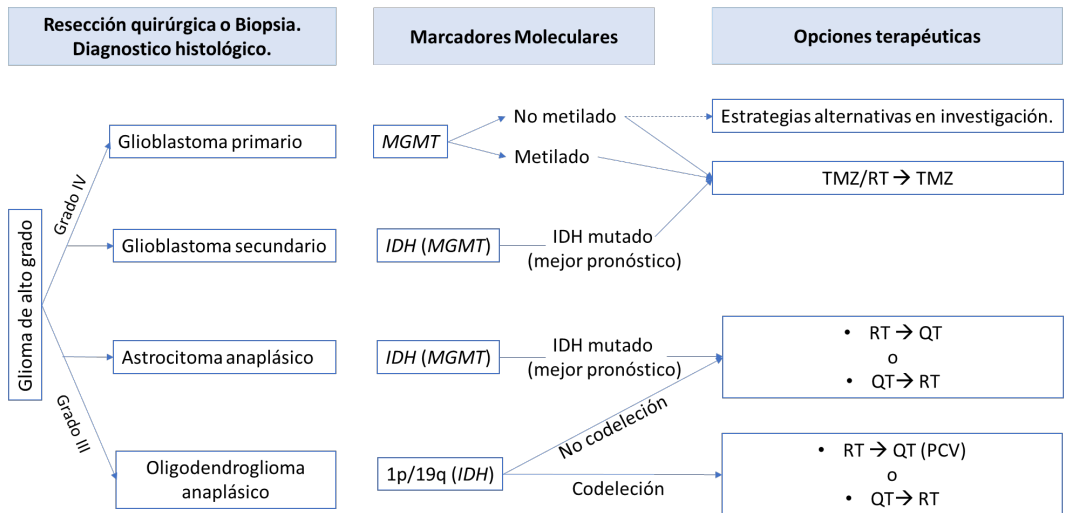 Resección quirúrgica o Biopsia.
Diagnostico histológico.
Marcadores Moleculares
Opciones terapéuticas
Glioma de alto grado
Grado IV
Grado III
Glioblastoma primario
MGMT
No metilado
Metilado
Estrategias alternativas en investigación.
TMZ/RT → TMZ
Glioblastoma secundario
IDH (MGMT)
IDH mutado
(mejor pronóstico)
Astrocitoma anaplásico
IDH (MGMT)
IDH mutado
(mejor pronóstico)
• RT → QT
o
• QT → RT
Oligodendroglioma
anaplásico
1p/19q (IDH)
No codeleción
Codeleción
• RT → QT (PCV)
o
• QT → RT